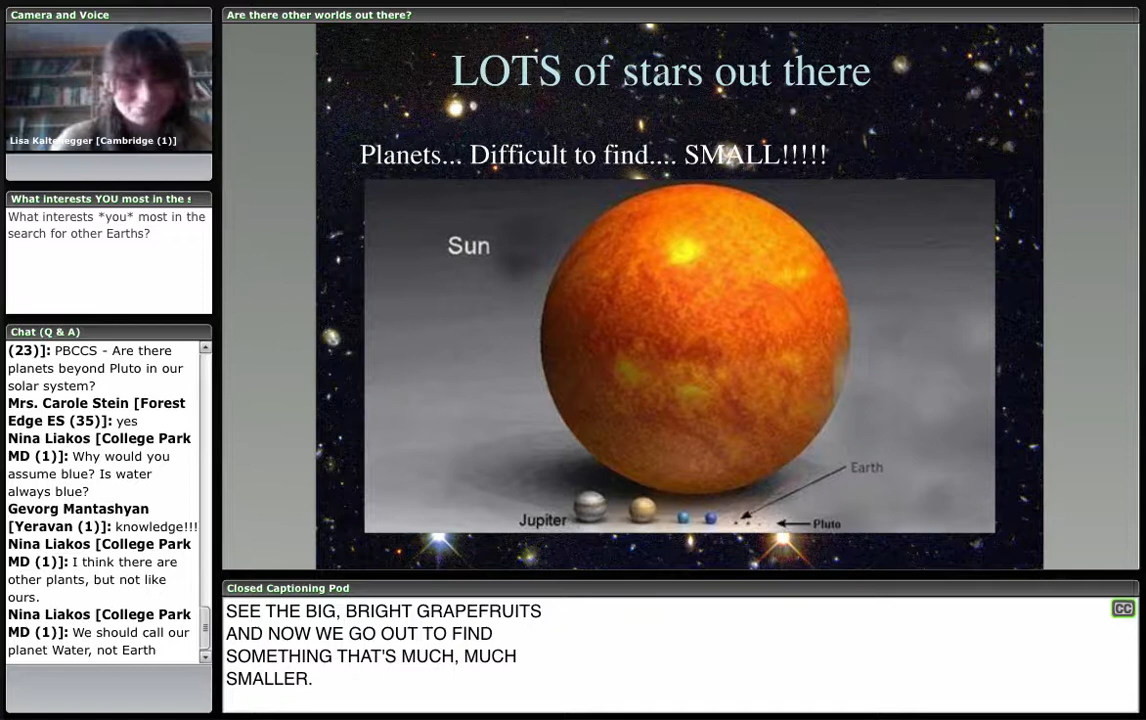 Camera and Voice
Lisa Kaltenegger [Cambridge (1)]
What interests YOU most in the s
What interests *you* most in the
search for other Earths?
Chat (Q & A)
(23)]: PBCCS - Are there
planets beyond Pluto in our
solar system?
Mrs. Carole Stein [Forest
Edge ES (35)]: yes
Nina Liakos [College Park
MD (1)]: Why would you
assume blue? Is water
always blue?
Gevorg Mantashyan
[Yeravan (1)]: knowledge!!!
Nina Liakos [College Park
MD (1)]: I think there are
other plants, but not like
ours.
Nina Liakos [College Park
MD (1)]: We should call our
planet Water, not Earth
Are there other worlds out there?
LOTS of stars out there
Planets... Difficult to find.... SMALL!!!!!
Sun
Earth
Jupiter
Pluto
Closed Captioning Pod
SEE THE BIG, BRIGHT GRAPEFRUITS
AND NOW WE GO OUT TO FIND
SOMETHING THAT'S MUCH, MUCH
SMALLER.
CC